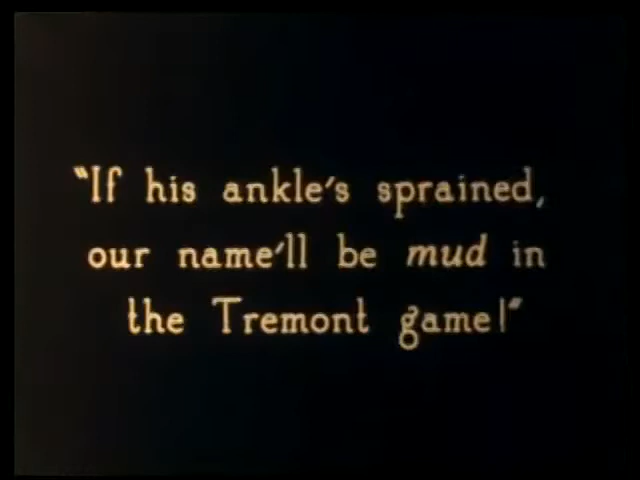 "If his ankle's sprained,
our name'll be mud in
the Tremont game!"